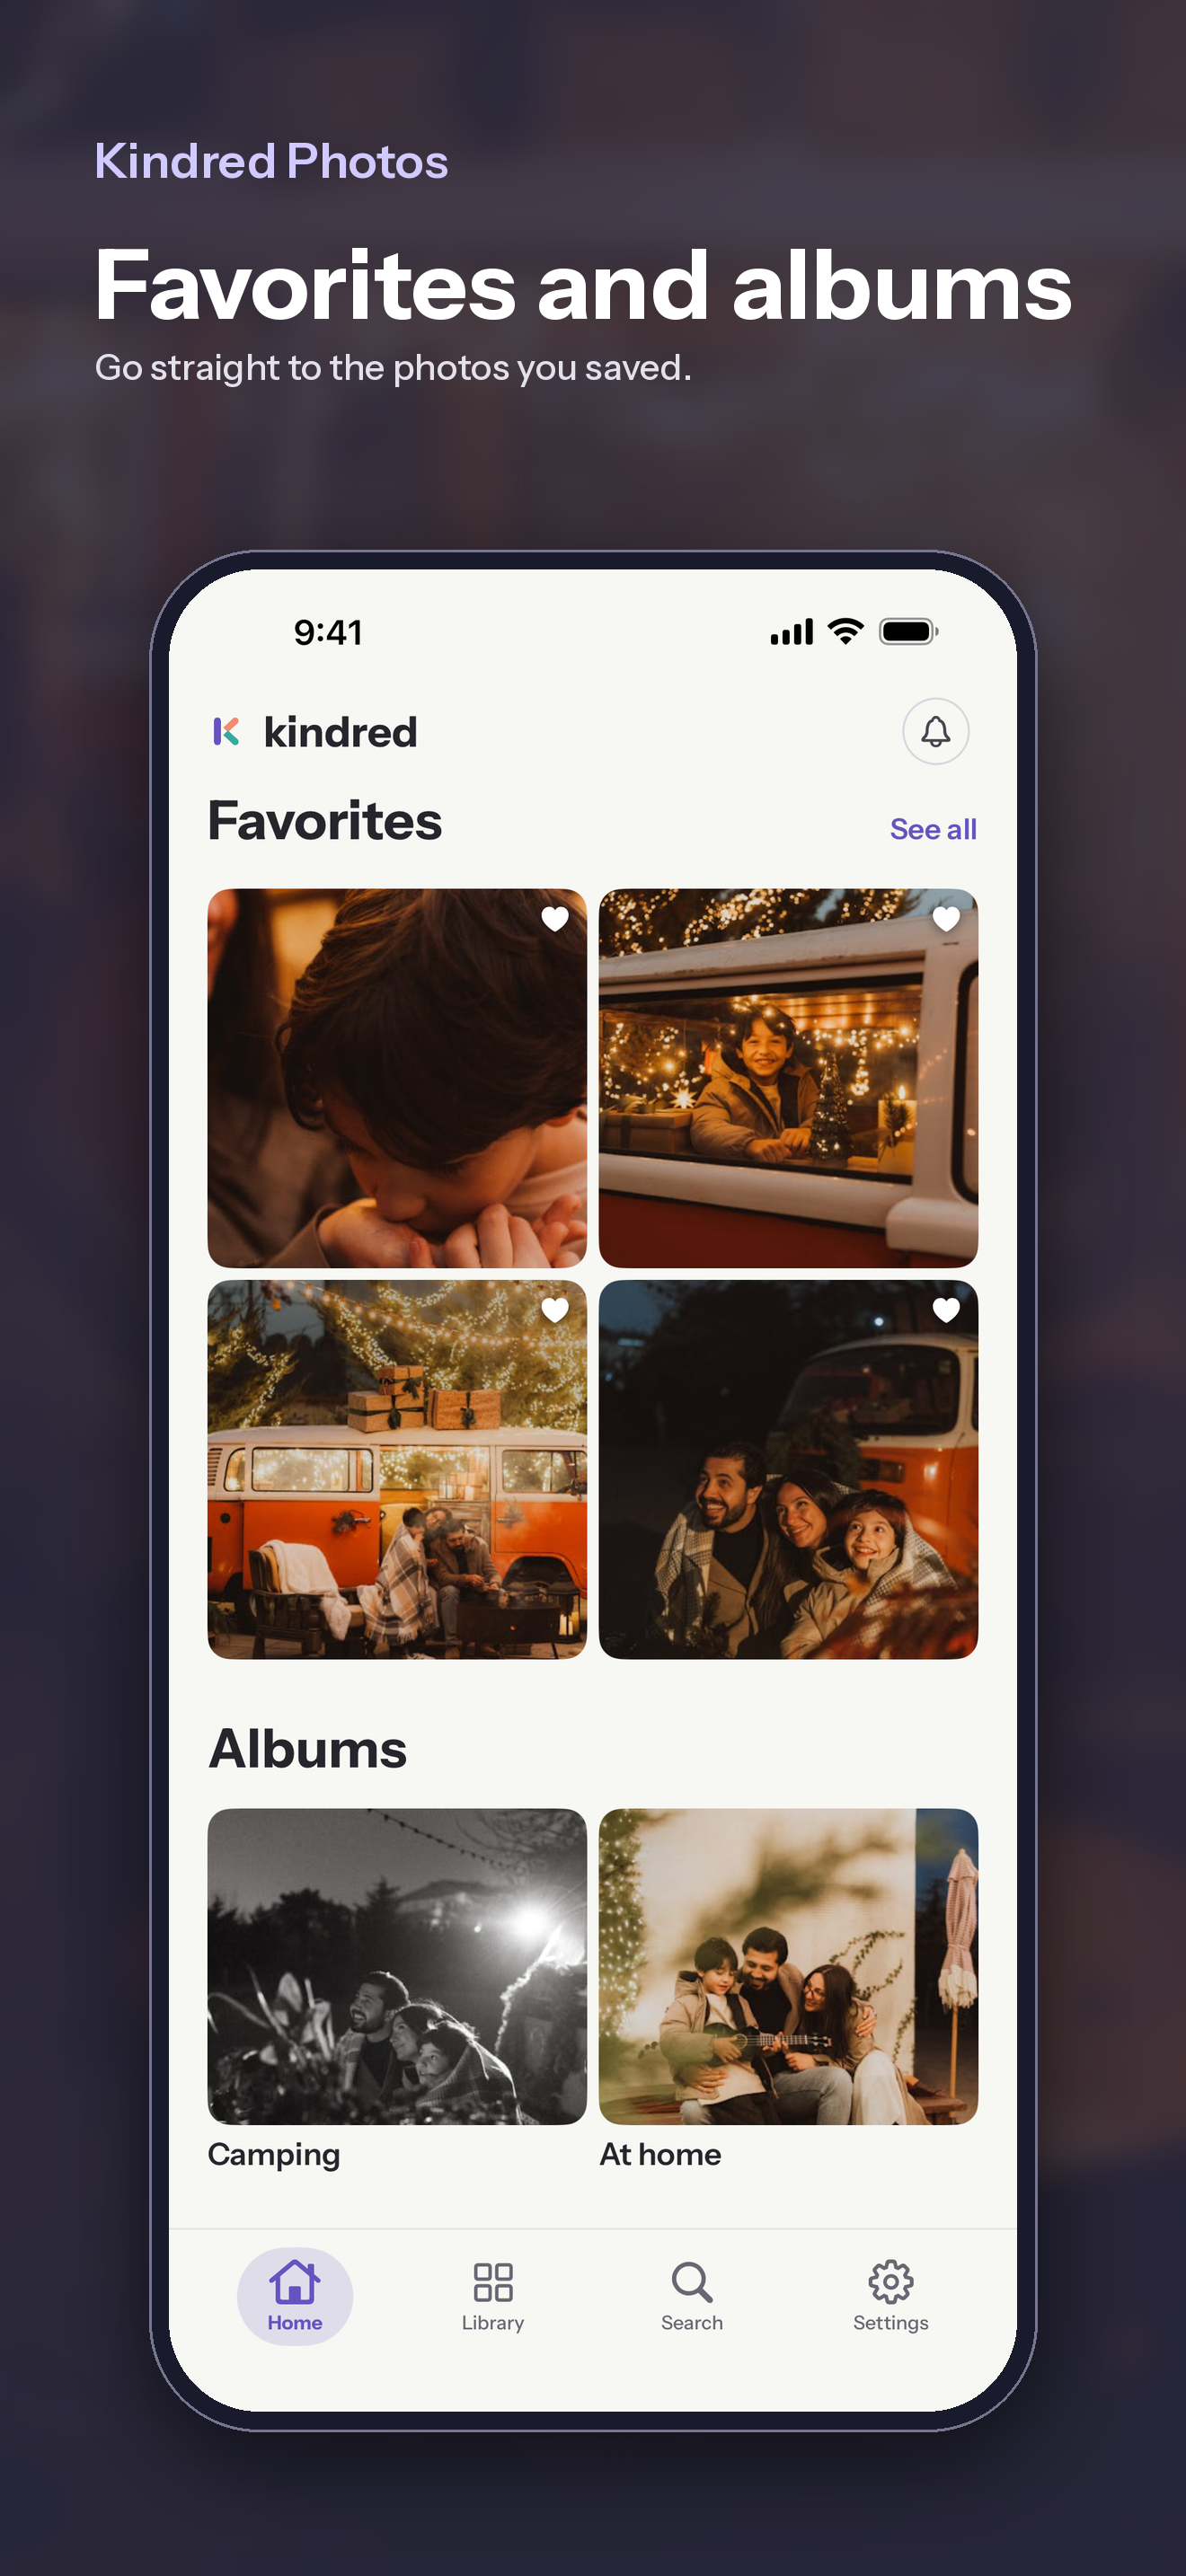 Kindred Photos
Favorites and albums
Go straight to the photos you saved.
9:41
kindred
Favorites
See all
Albums
Camping
At home
Home
Library
Search
Settings